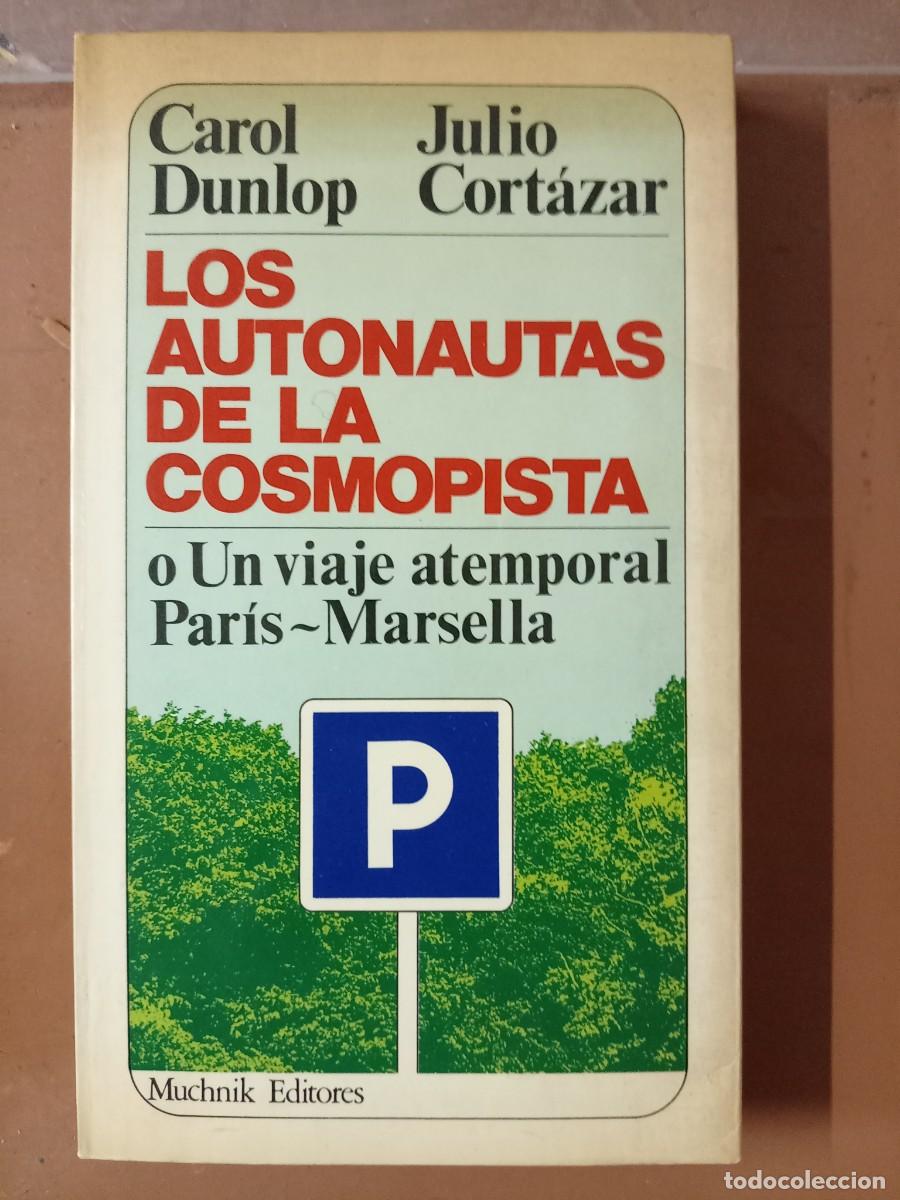 Carol Dunlop
Julio Cortázar
LOS
AUTONAUTAS
DE LA
COSMOPISTA
o Un viaje atemporal
París~Marsella
P
Muchnik Editores
todocoleccion